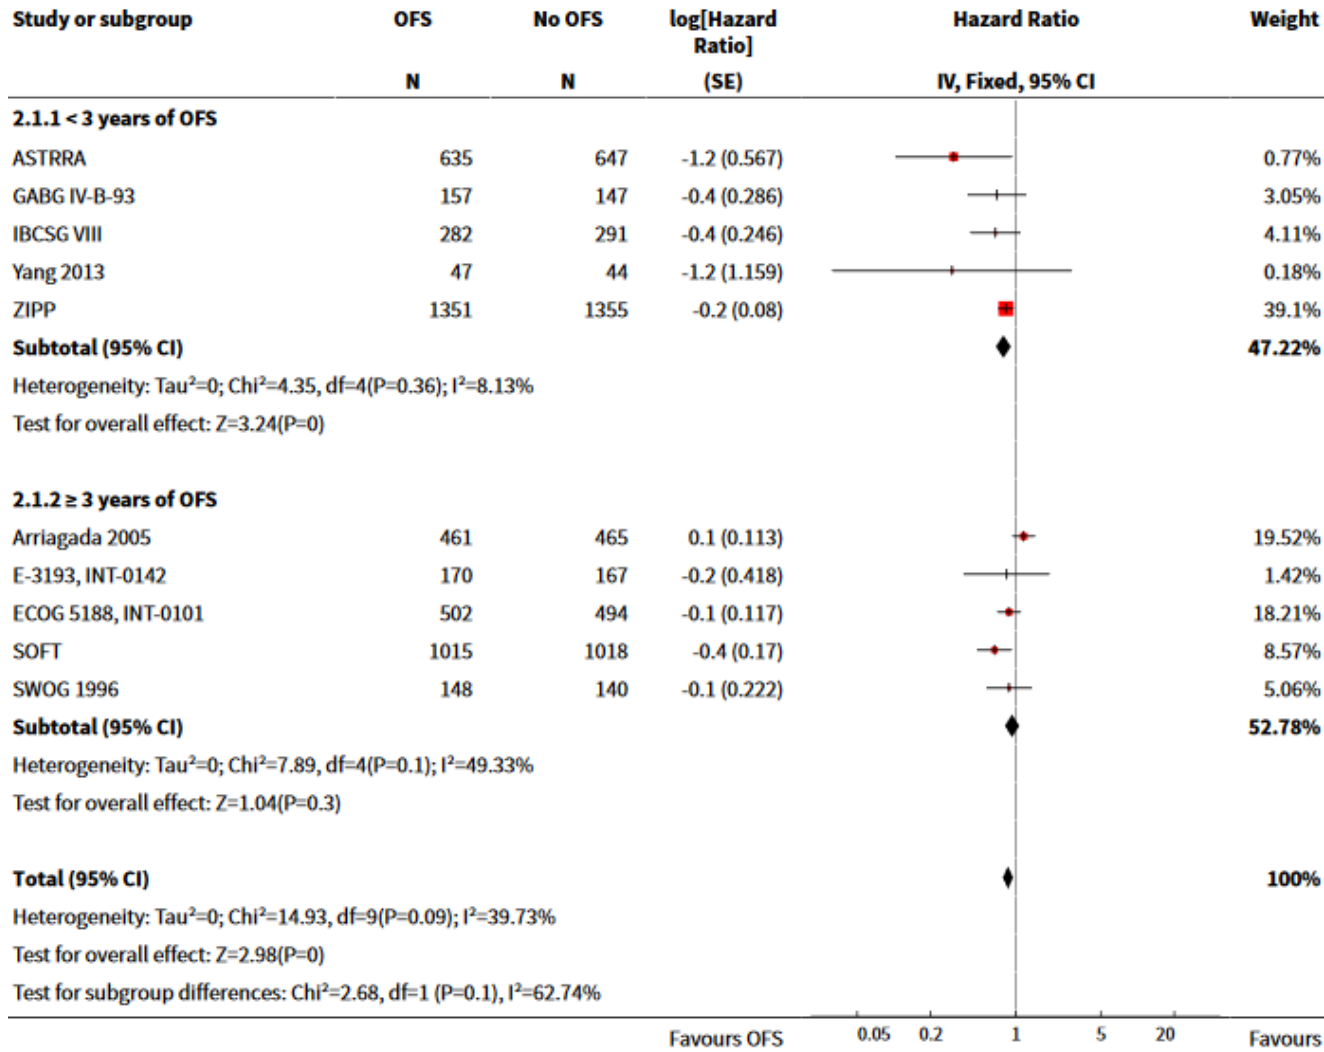 Study or subgroup OFS No OFS log[Hazard Ratio] Hazard Ratio Weight
N N (SE) IV, Fixed, 95% CI
2.1.1 < 3 years of OFS
ASTRRA 635 647 -1.2 (0.567) 0.77%
GABG IV-B-93 157 147 -0.4 (0.286) 3.05%
IBCSG VIII 282 291 -0.4 (0.246) 4.11%
Yang 2013 47 44 -1.2 (1.159) 0.18%
ZIPP 1351 1355 -0.2 (0.08) 39.1%
Subtotal (95% CI) 47.22%
Heterogeneity: Tau²=0; Chi²=4.35, df=4(P=0.36); I²=8.13%
Test for overall effect: Z=3.24(P=0)
2.1.2 ≥ 3 years of OFS
Arriagada 2005 461 465 0.1 (0.113) 19.52%
E-3193, INT-0142 170 167 -0.2 (0.418) 1.42%
ECOG 5188, INT-0101 502 494 -0.1 (0.117) 18.21%
SOFT 1015 1018 -0.4 (0.17) 8.57%
SWOG 1996 148 140 -0.1 (0.222) 5.06%
Subtotal (95% CI) 52.78%
Heterogeneity: Tau²=0; Chi²=7.89, df=4(P=0.1); I²=49.33%
Test for overall effect: Z=1.04(P=0.3)
Total (95% CI) 100%
Heterogeneity: Tau²=0; Chi²=14.93, df=9(P=0.09); I²=39.73%
Test for overall effect: Z=2.98(P=0)
Test for subgroup differences: Chi²=2.68, df=1 (P=0.1), I²=62.74%
Favours OFS 0.05 0.2 1 5 20 Favours